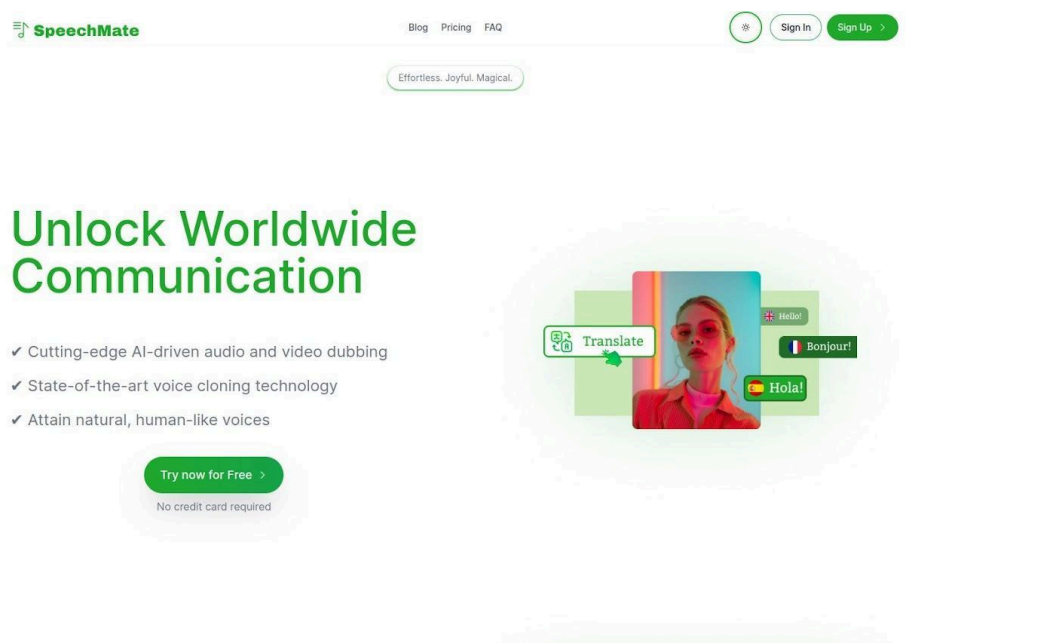 SpeechMate
Blog Pricing FAQ
Sign In
Sign Up
Effortless. Joyful. Magical.
Unlock Worldwide
Communication
✔ Cutting-edge AI-driven audio and video dubbing
✔ State-of-the-art voice cloning technology
✔ Attain natural, human-like voices
Try now for Free
No credit card required
Translate
Hello!
Bonjour!
Hola!